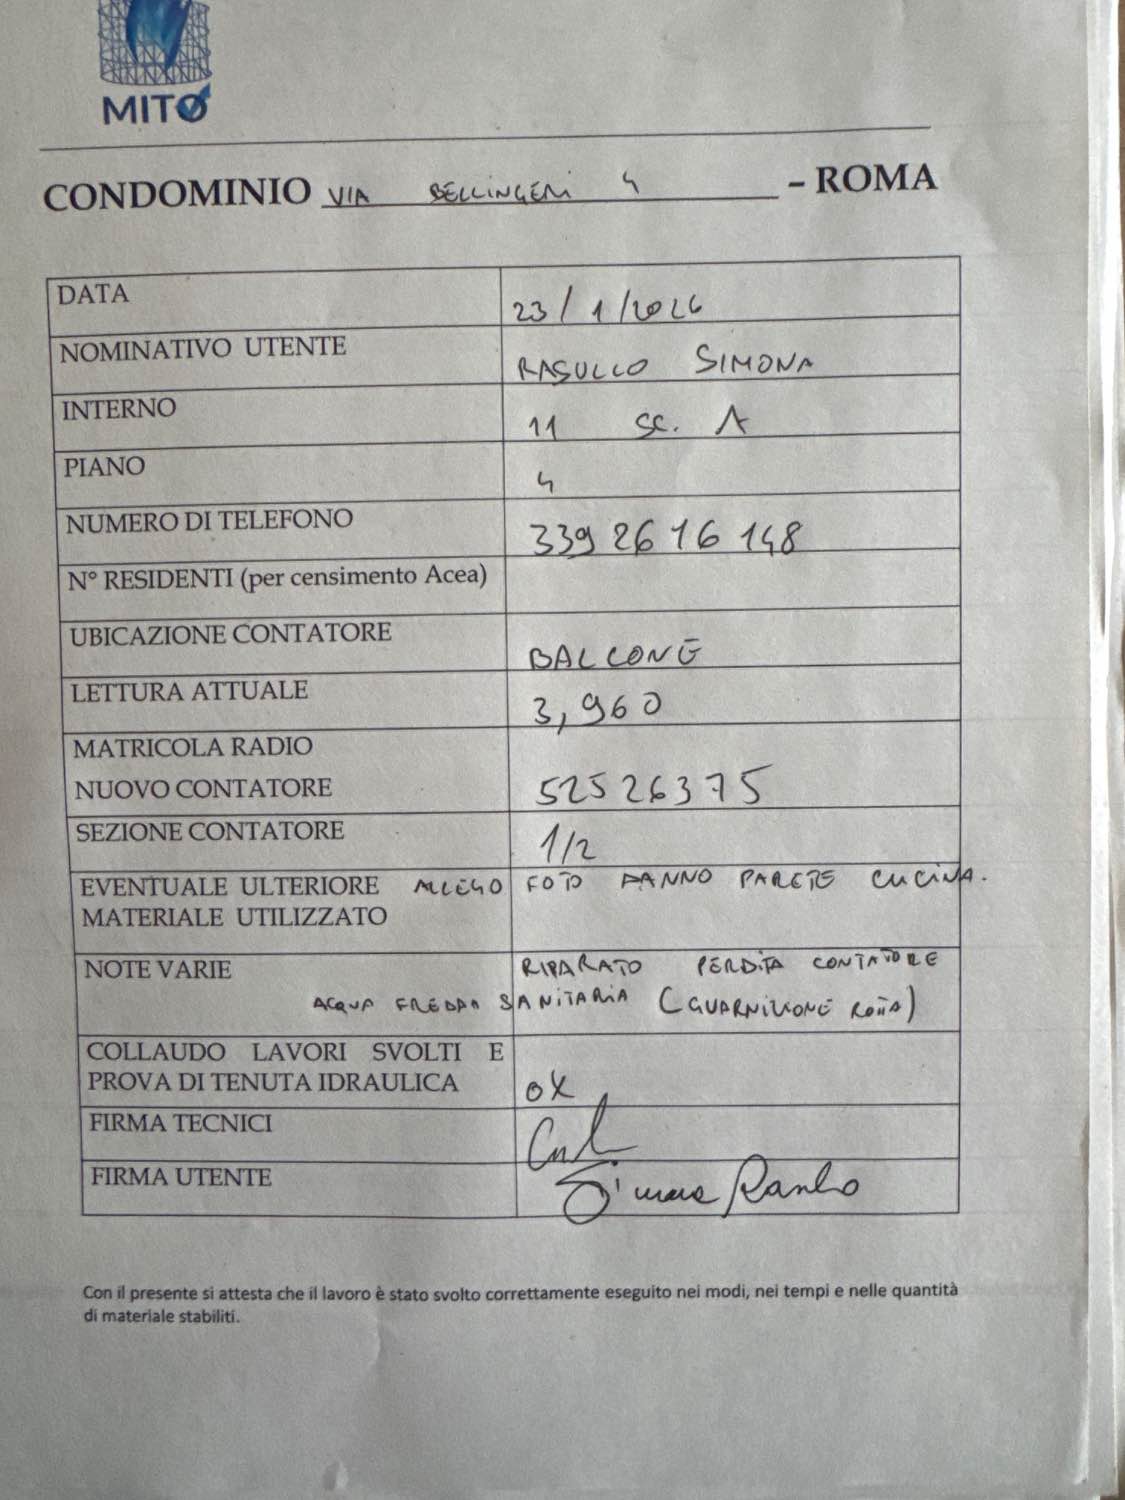 MITO
CONDOMINIO VIA BELLINGERI 4 – ROMA
DATA 23/1/2026
NOMINATIVO UTENTE RASULLO SIMONA
INTERNO 11 SC. A
PIANO 4
NUMERO DI TELEFONO 339 26 16 148
N° RESIDENTI (per censimento Acea)
UBICAZIONE CONTATORE BALCONE
LETTURA ATTUALE 3,960
MATRICOLA RADIO
NUOVO CONTATORE 52526375
SEZIONE CONTATORE 1/2
EVENTUALE ULTERIORE ALLEGO FOTO DANNO PARETE CUCINA.
MATERIALE UTILIZZATO
NOTE VARIE RIPARATO PERDITA CONTATORE
ACQUA FREDDA SANITARIA (GUARNIZIONE ROTTA)
COLLAUDO LAVORI SVOLTI E
PROVA DI TENUTA IDRAULICA OK
FIRMA TECNICI
FIRMA UTENTE Simona
Con il presente si attesta che il lavoro è stato svolto correttamente eseguito nei modi, nei tempi e nelle quantità
di materiale stabiliti.